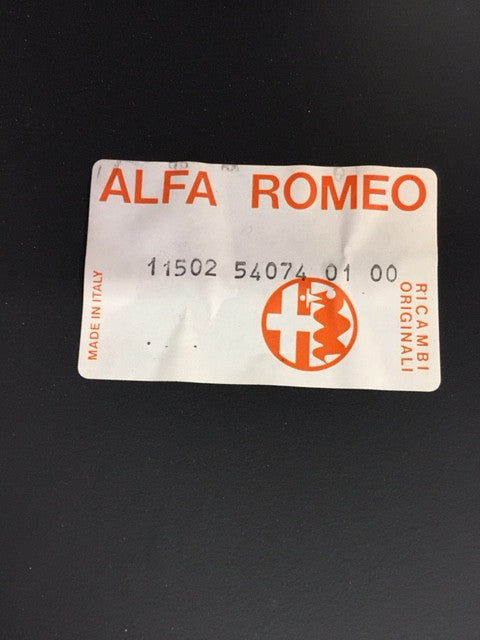 ALFA ROMEO
11502 54074 01 00
MADE IN ITALY
RICAMBI
ORIGINALI